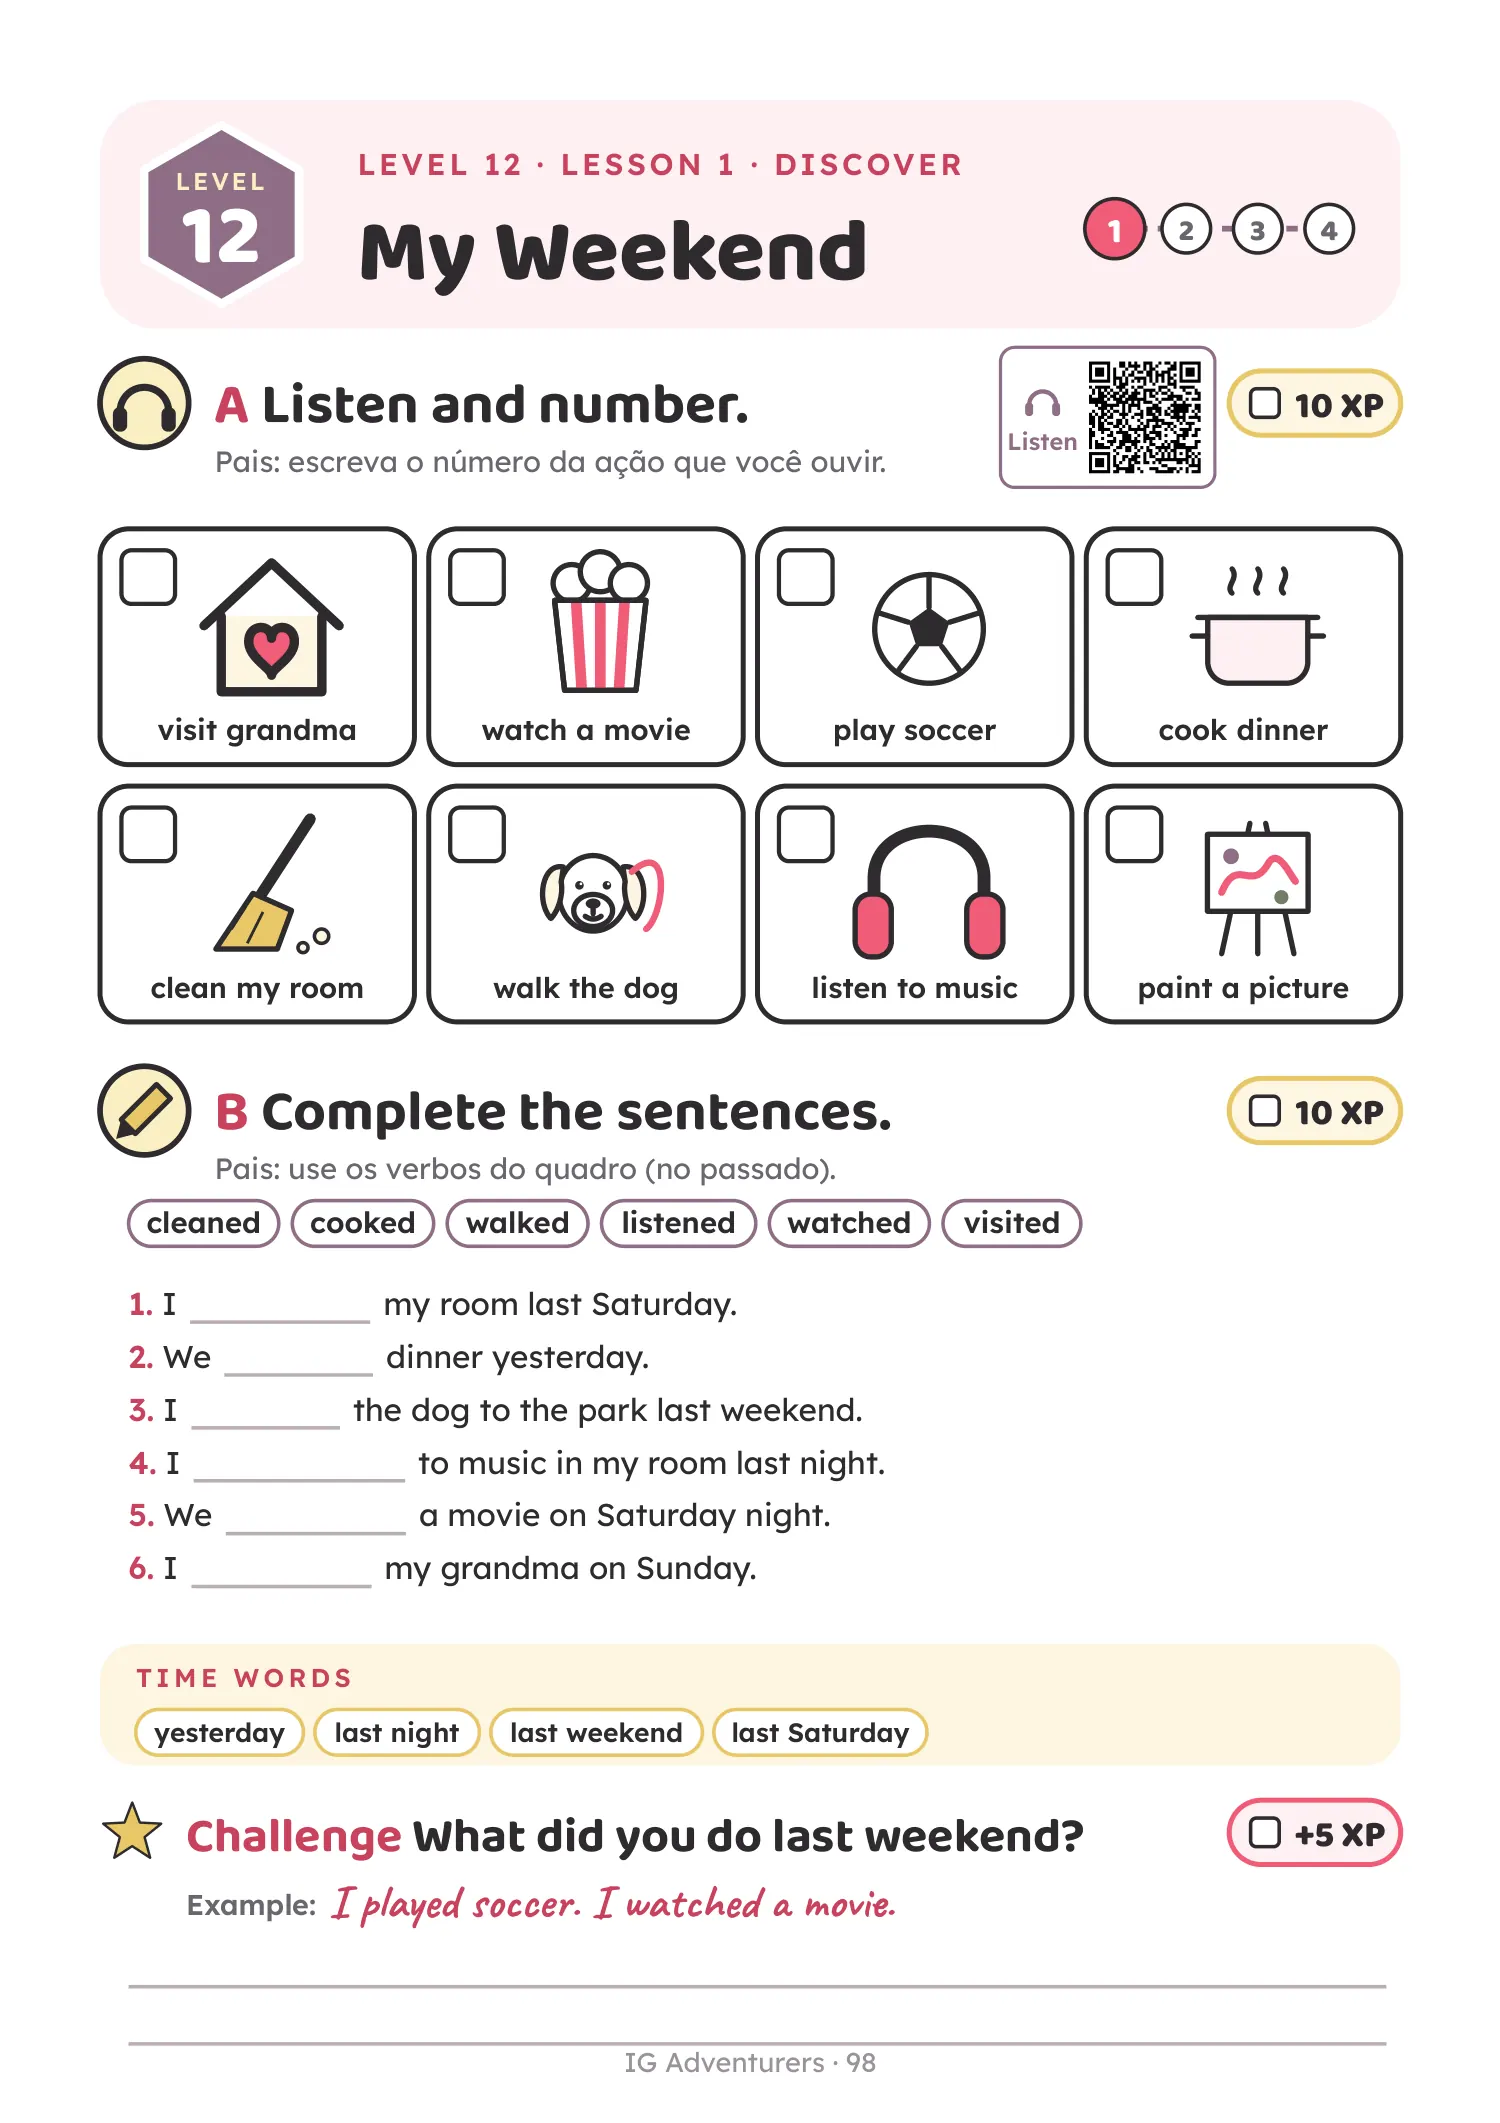 LEVEL
12
LEVEL 12 · LESSON 1 · DISCOVER
My Weekend
1 2 3 4
A Listen and number.
Pais: escreva o número da ação que você ouvir.
Listen
10 XP
visit grandma
watch a movie
play soccer
cook dinner
clean my room
walk the dog
listen to music
paint a picture
B Complete the sentences.
10 XP
Pais: use os verbos do quadro (no passado).
cleaned cooked walked listened watched visited
1. I __________ my room last Saturday.
2. We __________ dinner yesterday.
3. I __________ the dog to the park last weekend.
4. I __________ to music in my room last night.
5. We __________ a movie on Saturday night.
6. I __________ my grandma on Sunday.
TIME WORDS
yesterday last night last weekend last Saturday
Challenge What did you do last weekend?
+5 XP
Example: I played soccer. I watched a movie.
IG Adventurers · 98